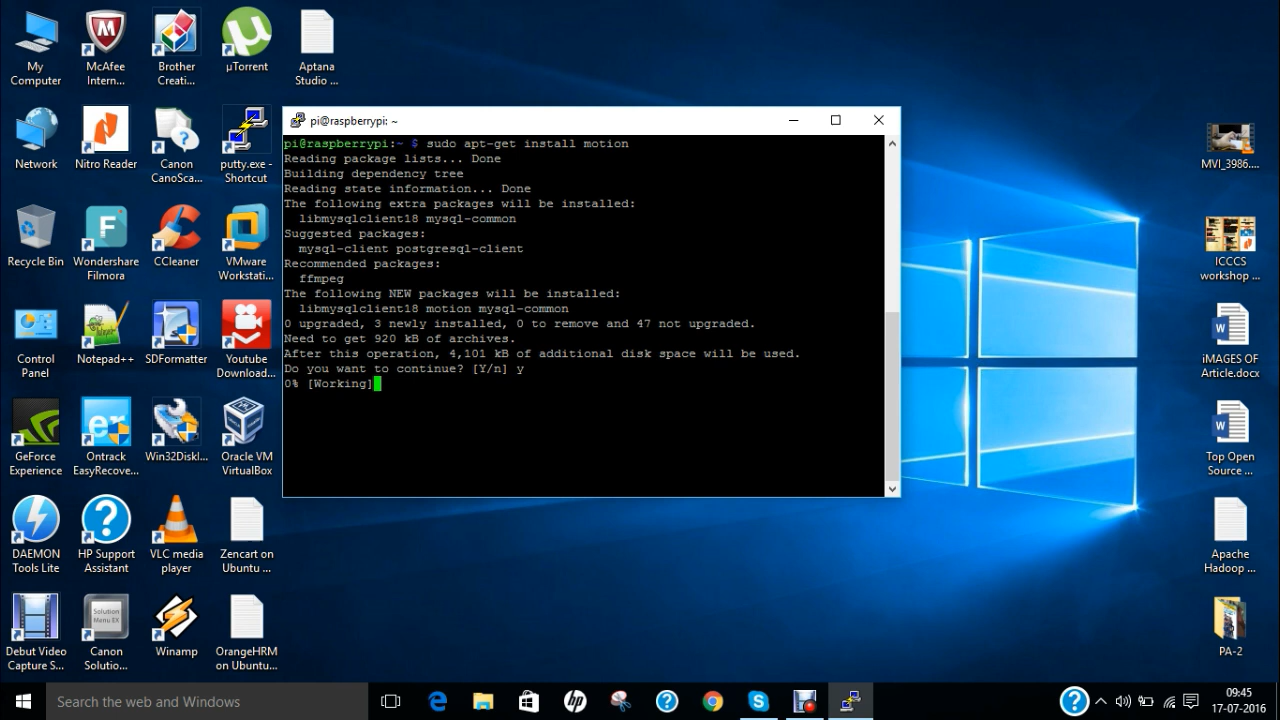 My
Computer
McAfee
Intern...
Brother
Creati...
µTorrent
Aptana
Studio ...
Network
Nitro Reader
Canon
CanoSca...
putty.exe -
Shortcut
Recycle Bin
Wondershare
Filmora
CCleaner
VMware
Workstati...
Control
Panel
Notepad++
SDFormatter
Youtube
Download...
GeForce
Experience
Ontrack
EasyRecove...
Win32DiskI...
Oracle VM
VirtualBox
DAEMON
Tools Lite
HP Support
Assistant
VLC media
player
Zencart on
Ubuntu ...
Debut Video
Capture S...
Solution
Menu EX
Canon
Solutio...
Winamp
OrangeHRM
on Ubuntu...
pi@raspberrypi: ~
pi@raspberrypi:~ $ sudo apt-get install motion
Reading package lists... Done
Building dependency tree
Reading state information... Done
The following extra packages will be installed:
libmysqlclient18 mysql-common
Suggested packages:
mysql-client postgresql-client
Recommended packages:
ffmpeg
The following NEW packages will be installed:
libmysqlclient18 motion mysql-common
0 upgraded, 3 newly installed, 0 to remove and 47 not upgraded.
Need to get 920 kB of archives.
After this operation, 4,101 kB of additional disk space will be used.
Do you want to continue? [Y/n] y
0% [Working]
MVI_3986....
ICCCS
workshop ...
iMAGES OF
Article.docx
Top Open
Source ...
Apache
Hadoop ...
PA-2
Search the web and Windows
09:45
17-07-2016